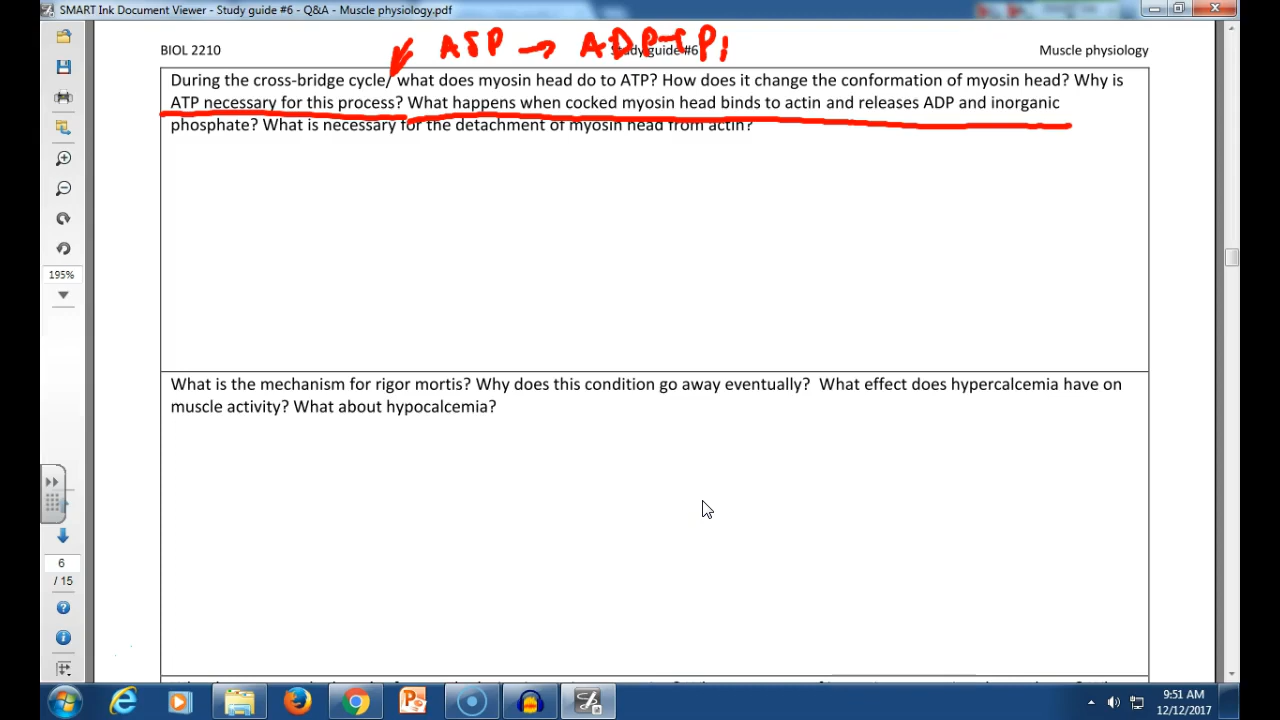 SMART Ink Document Viewer - Study guide #6 - Q&A - Muscle physiology.pdf
ATP → ADP+Pi
BIOL 2210 Study guide #6 Muscle physiology
During the cross-bridge cycle/ what does myosin head do to ATP? How does it change the conformation of myosin head? Why is
ATP necessary for this process? What happens when cocked myosin head binds to actin and releases ADP and inorganic
phosphate? What is necessary for the detachment of myosin head from actin?
195%
What is the mechanism for rigor mortis? Why does this condition go away eventually?  What effect does hypercalcemia have on
muscle activity? What about hypocalcemia?
6
/ 15
9:51 AM
12/12/2017